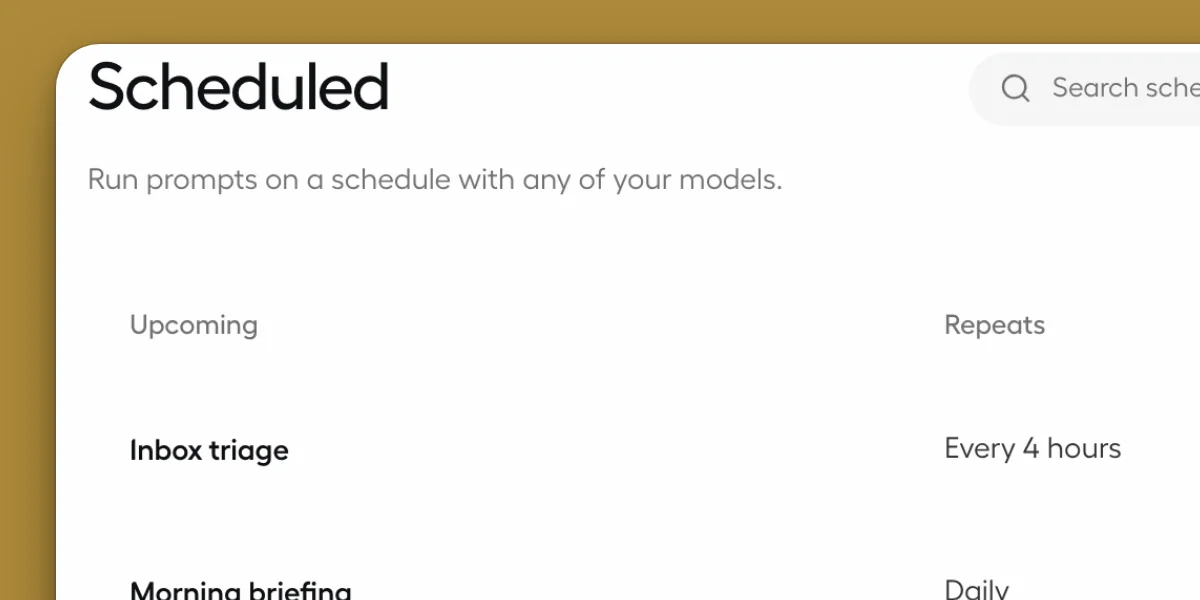 Scheduled
Search sche
Run prompts on a schedule with any of your models.
Upcoming
Repeats
Inbox triage
Every 4 hours
Morning briefing
Daily